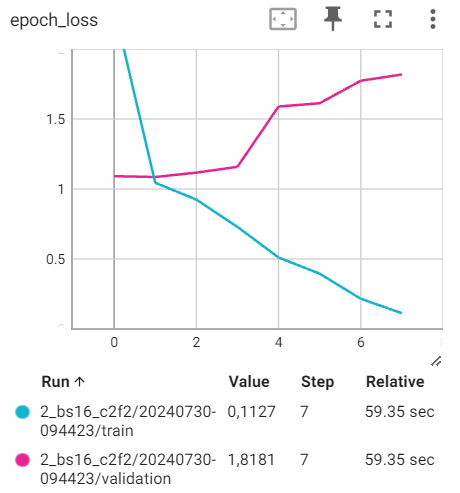 epoch_loss
1.5
1
0.5
0 2 4 6 8
Run ↑ Value Step Relative
2_bs16_c2f2/20240730- 0,1127 7 59.35 sec
094423/train
2_bs16_c2f2/20240730- 1,8181 7 59.35 sec
094423/validation